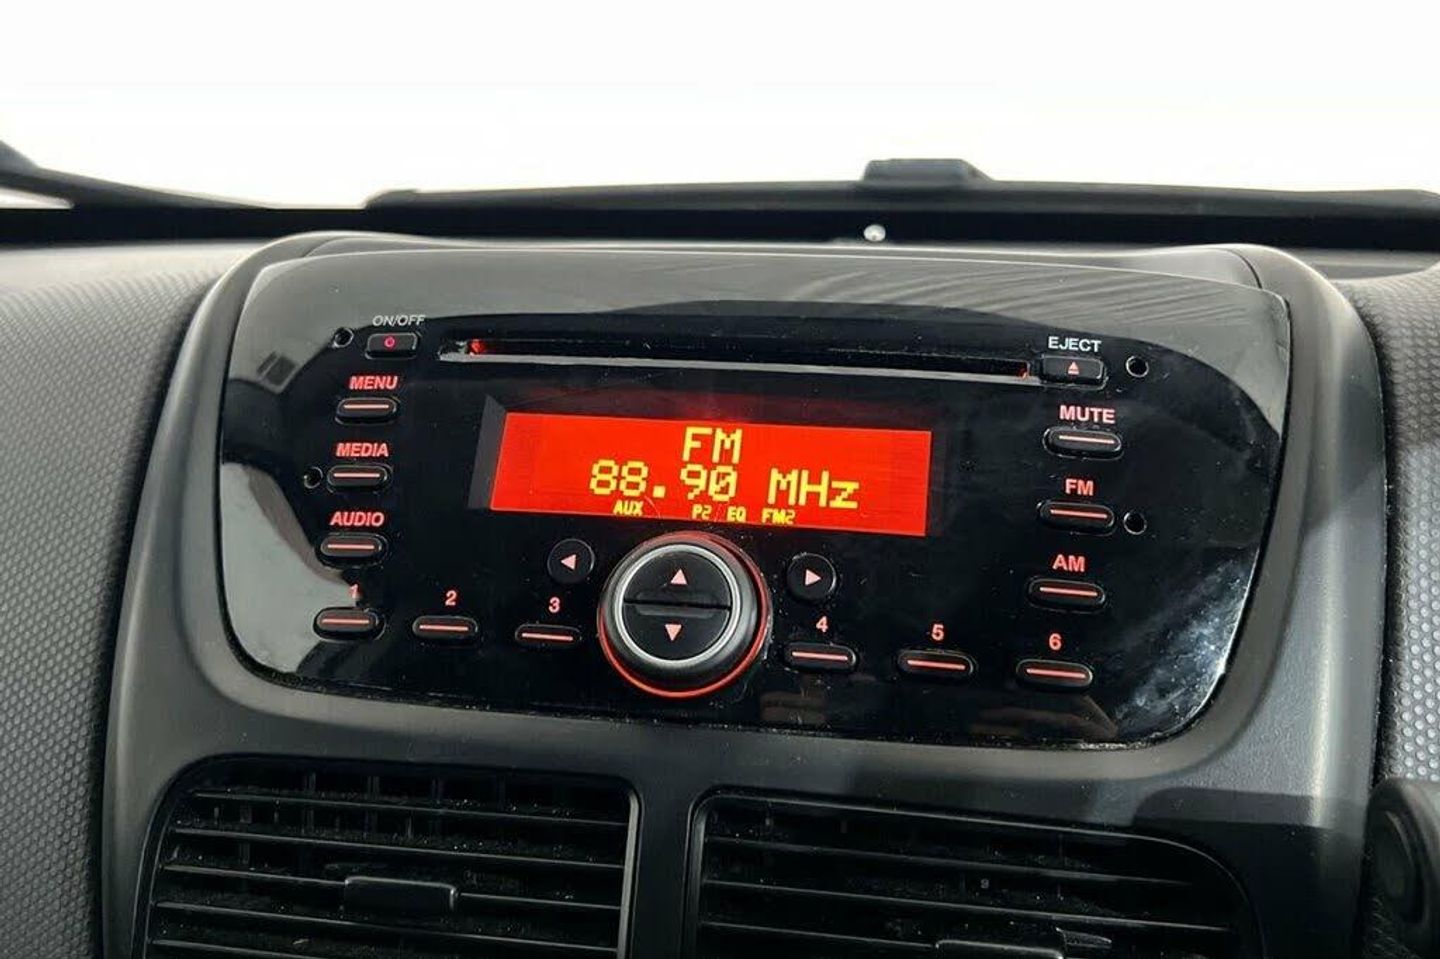 ON/OFF
EJECT
MENU
MUTE
FM
88.90 MHz
AUX P2 EQ FM2
MEDIA
FM
AUDIO
AM
1
2
3
4
5
6